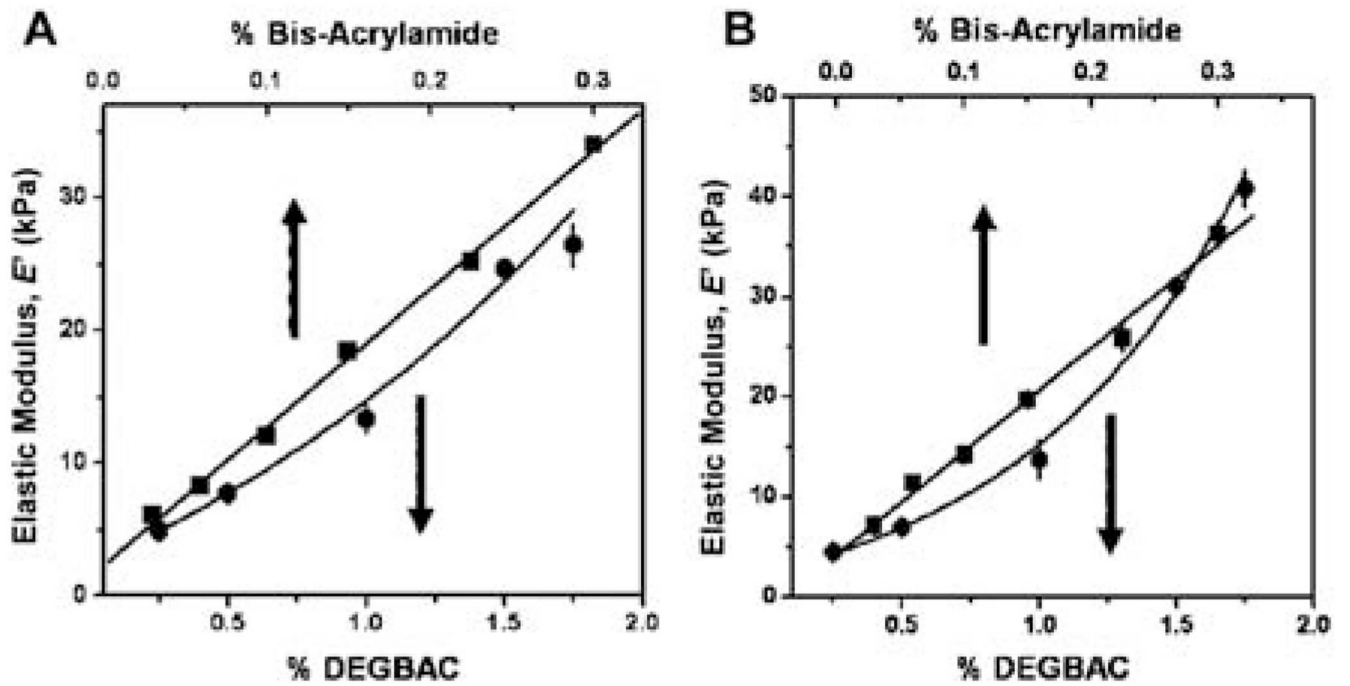 A
% Bis-Acrylamide
0.0 0.1 0.2 0.3
Elastic Modulus, E' (kPa)
30
20
10
0
0.5 1.0 1.5 2.0
% DEGBAC
B
% Bis-Acrylamide
0.0 0.1 0.2 0.3
Elastic Modulus, E' (kPa)
50
40
30
20
10
0
0.5 1.0 1.5 2.0
% DEGBAC